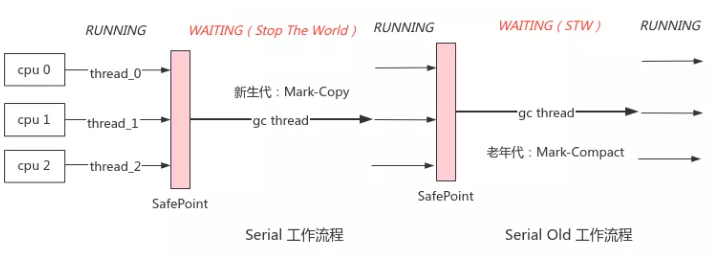 RUNNING WAITING（Stop The World） RUNNING WAITING（STW） RUNNING
cpu 0
thread_0
新生代：Mark-Copy
cpu 1
thread_1
gc thread
gc thread
老年代：Mark-Compact
cpu 2
thread_2
SafePoint
SafePoint
Serial 工作流程
Serial Old 工作流程